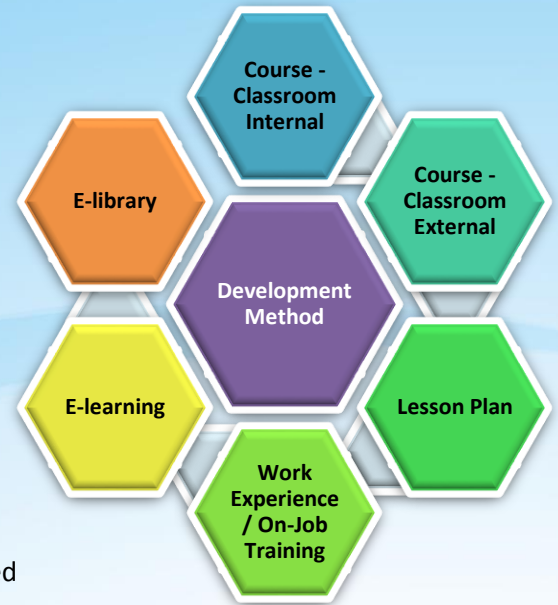 Course -
Classroom
Internal
Course -
Classroom
External
E-library
Development
Method
E-learning
Lesson Plan
Work
Experience
/ On-Job
Training